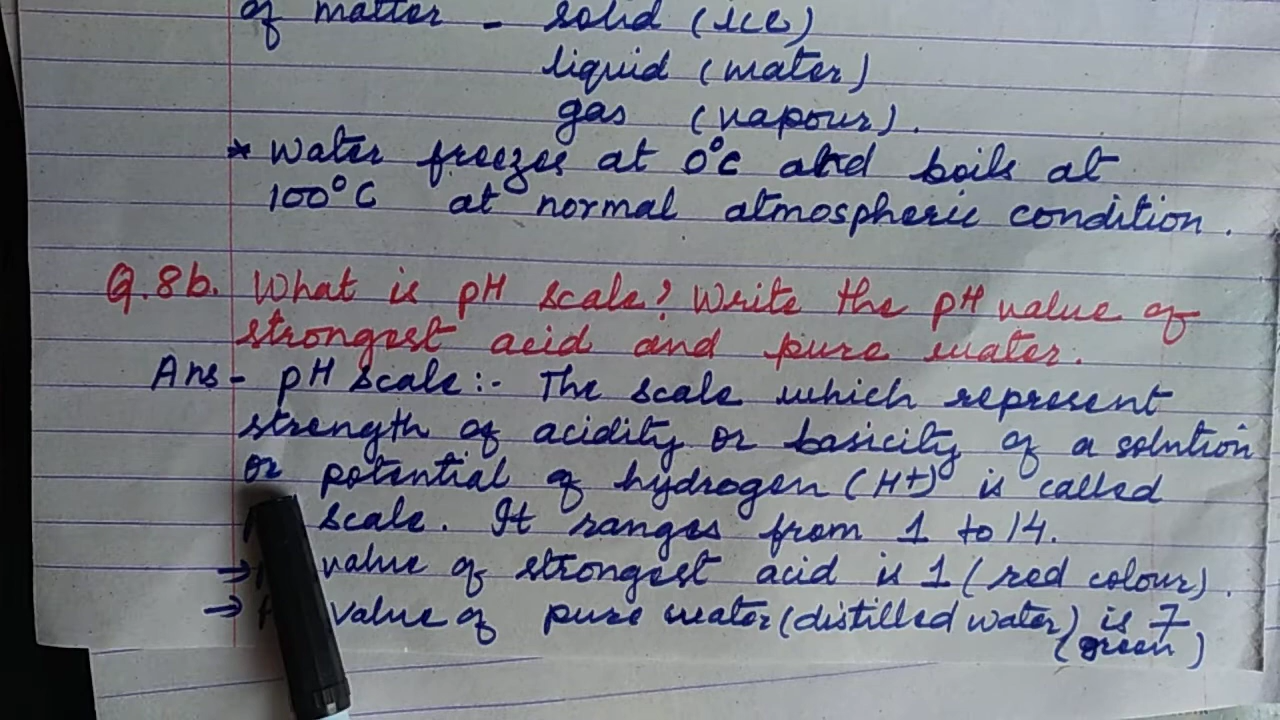 of matter - solid (ice)
liquid (water)
gas (vapour).
* Water freezes at 0°C and boils at
100°C at normal atmospheric condition.
Q.8b. What is pH scale? Write the pH value of
strongest acid and pure water.
Ans - pH scale:- The scale which represent
strength of acidity or basicity of a solution
or potential of hydrogen (H+) is called
scale. It ranges from 1 to 14.
→ value of strongest acid is 1 (red colour).
→ value of pure water (distilled water) is 7
(green)